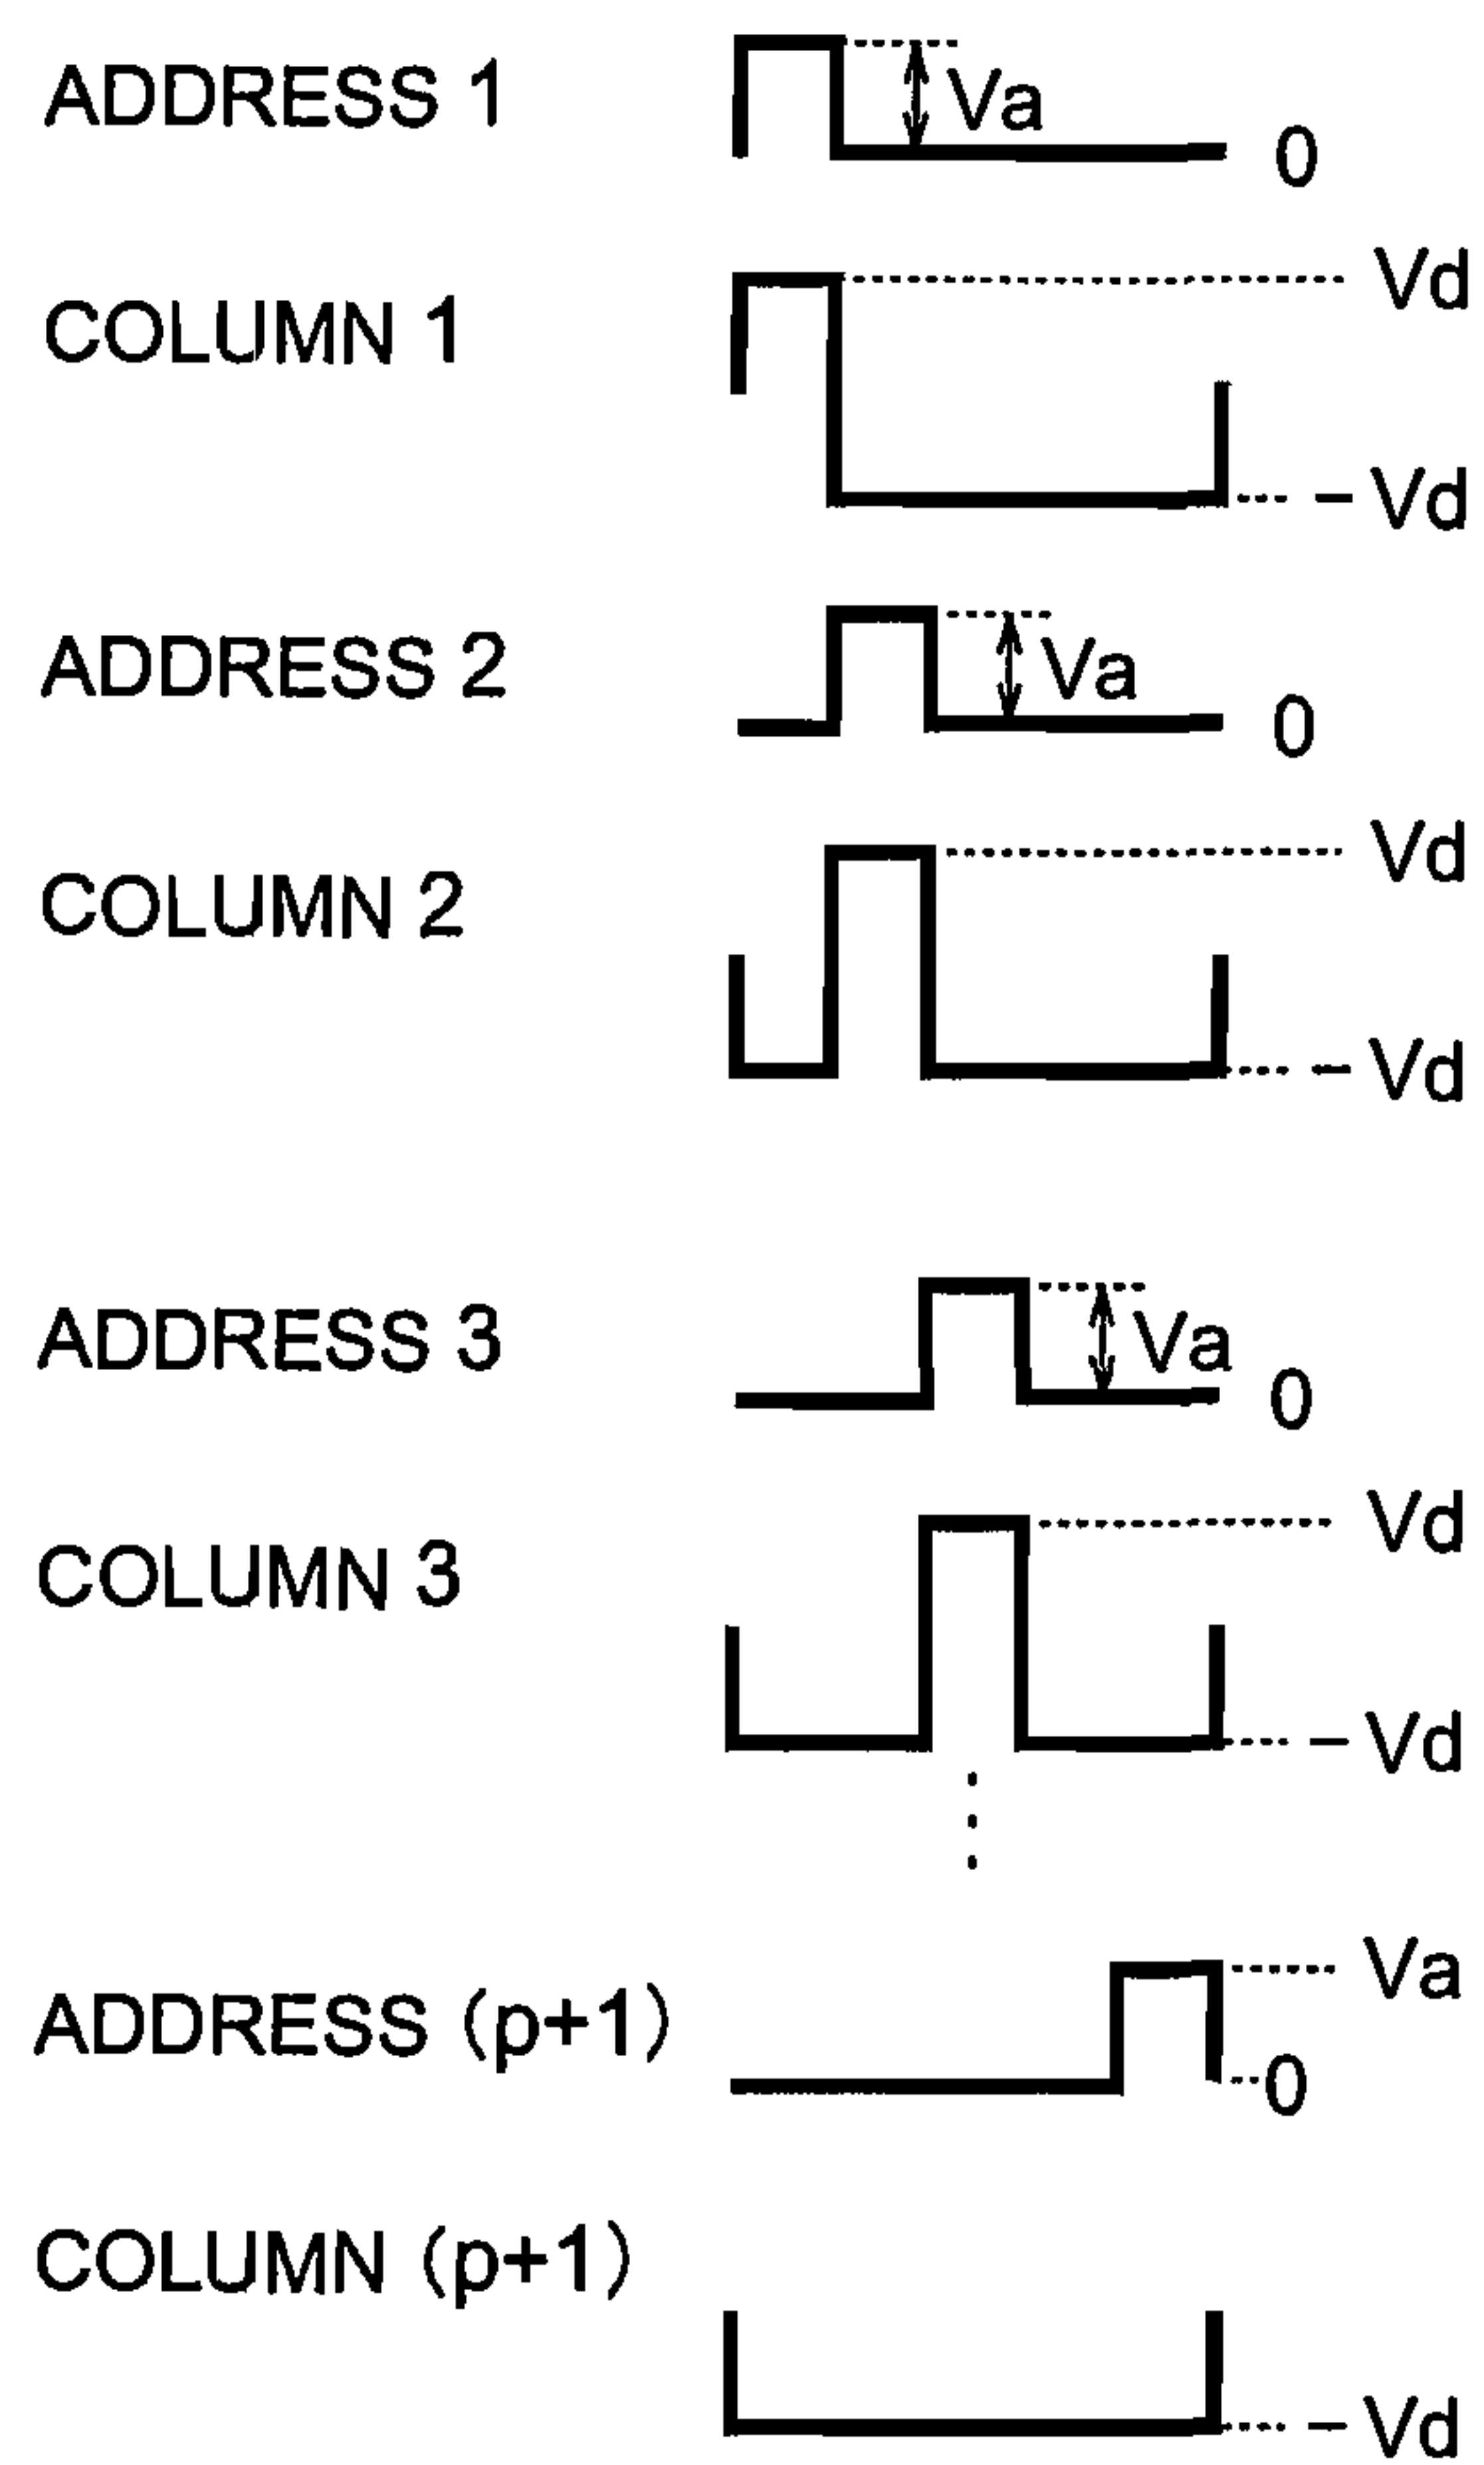 ADDRESS 1
Va
0
COLUMN 1
Vd
-Vd
ADDRESS 2
Va
0
COLUMN 2
Vd
-Vd
ADDRESS 3
Va
0
COLUMN 3
Vd
-Vd
ADDRESS (p+1)
Va
0
COLUMN (p+1)
-Vd